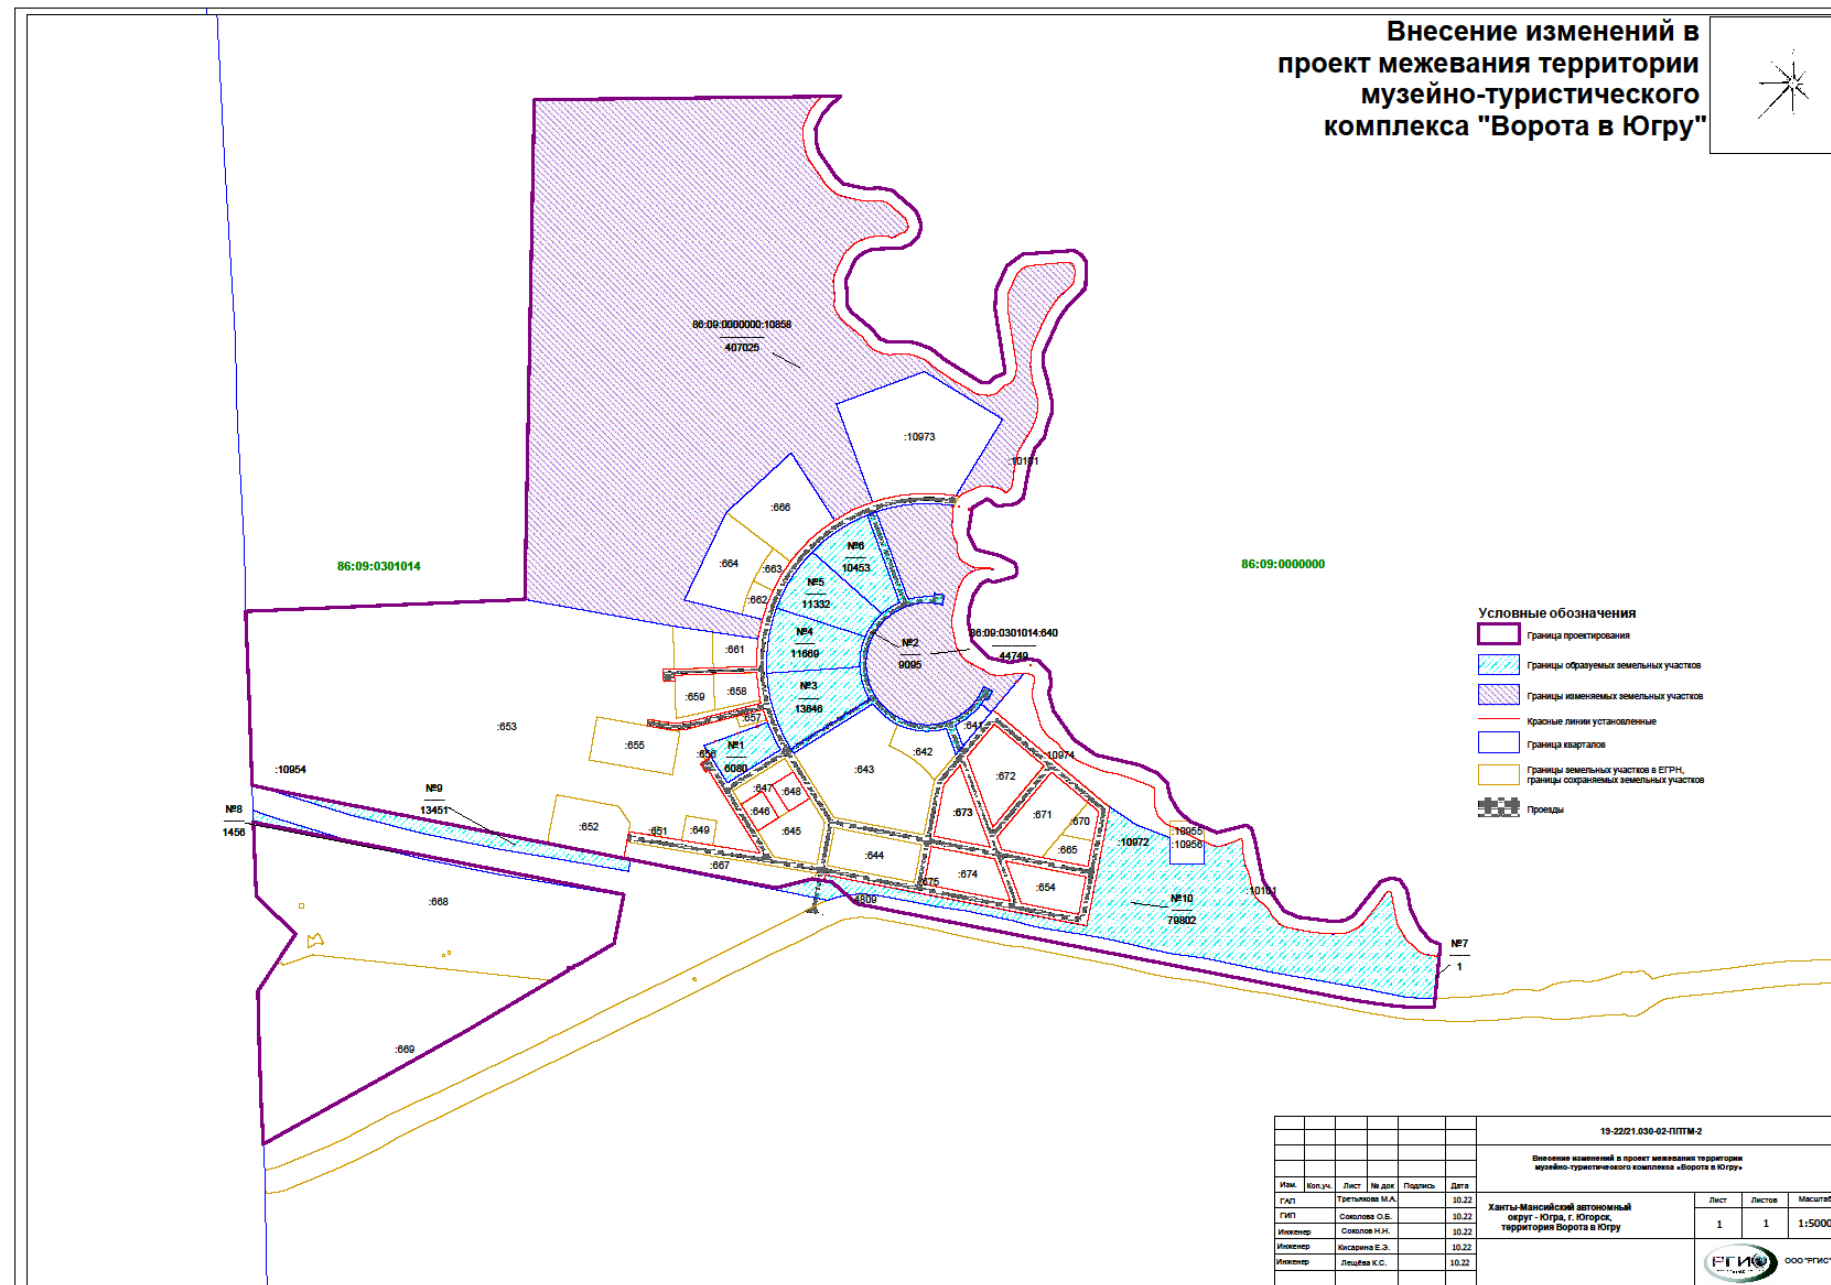 Внесение изменений в
проект межевания территории
музейно-туристического
комплекса "Ворота в Югру"
86:09:0000000:10858
407025
:10973
:10101
:666
86:09:0301014
:664
:663
:662
№6
10453
№5
11332
86:09:0000000
№4
11669
№2
9095
86:09:0301014:640
44749
:661
:659
:658
№3
13646
:657
:653
:655
:656
№1
6080
:641
:642
:643
:10974
:672
:10954
№9
13451
№8
1456
:647
:648
:646
:645
:673
:671
:670
:665
:652
:651
:649
:667
:644
:674
:675
:654
:10972
:10955
:10956
:4809
№10
79802
:10101
№7
1
:668
:669
Условные обозначения
Граница проектирования
Границы образуемых земельных участков
Границы изменяемых земельных участков
Красные линии установленные
Граница кварталов
Границы земельных участков в ЕГРН,
границы сохраняемых земельных участков
Проезды
19-22/21.030-02-ППТМ-2
Внесение изменений в проект межевания территории
музейно-туристического комплекса «Ворота в Югру»
Изм. Кол.уч. Лист № док Подпись Дата
ГАП Третьякова М.А. 10.22
ГИП Соколова О.Б. 10.22
Инженер Соколов Н.Н. 10.22
Инженер Кисарина Е.Э. 10.22
Инженер Лещёва К.С. 10.22
Ханты-Мансийский автономный
округ - Югра, г. Югорск,
территория Ворота в Югру
Лист Листов Масштаб
1 1 1:5000
РГИС
ООО "РГИС"